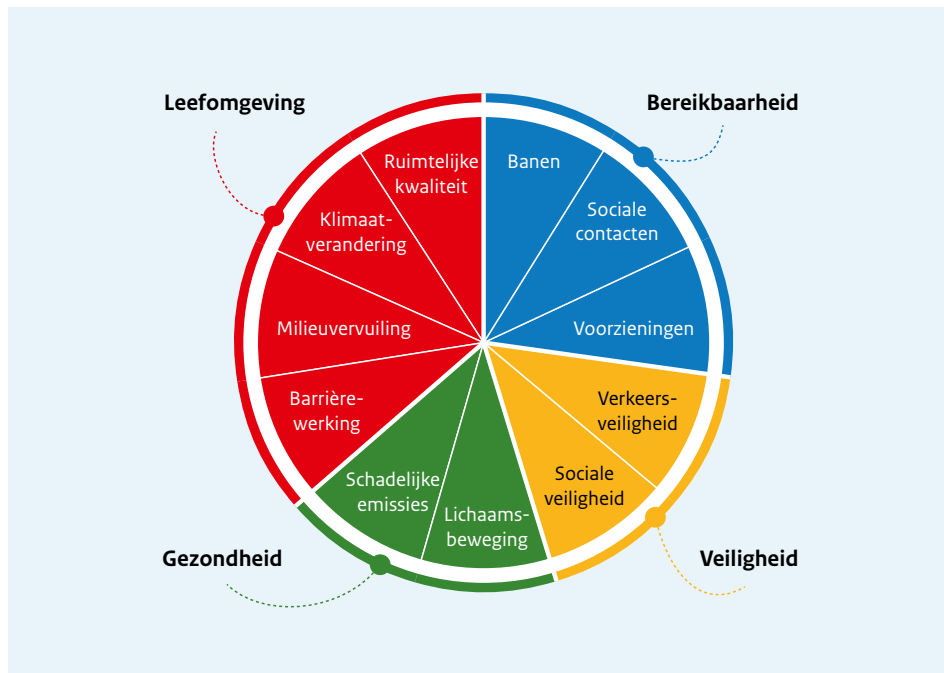 Leefomgeving
Bereikbaarheid
Ruimtelijke
kwaliteit
Banen
Klimaat-
verandering
Sociale
contacten
Milieuvervuiling
Voorzieningen
Barrière-
werking
Verkeers-
veiligheid
Schadelijke
emissies
Lichaams-
beweging
Sociale
veiligheid
Gezondheid
Veiligheid